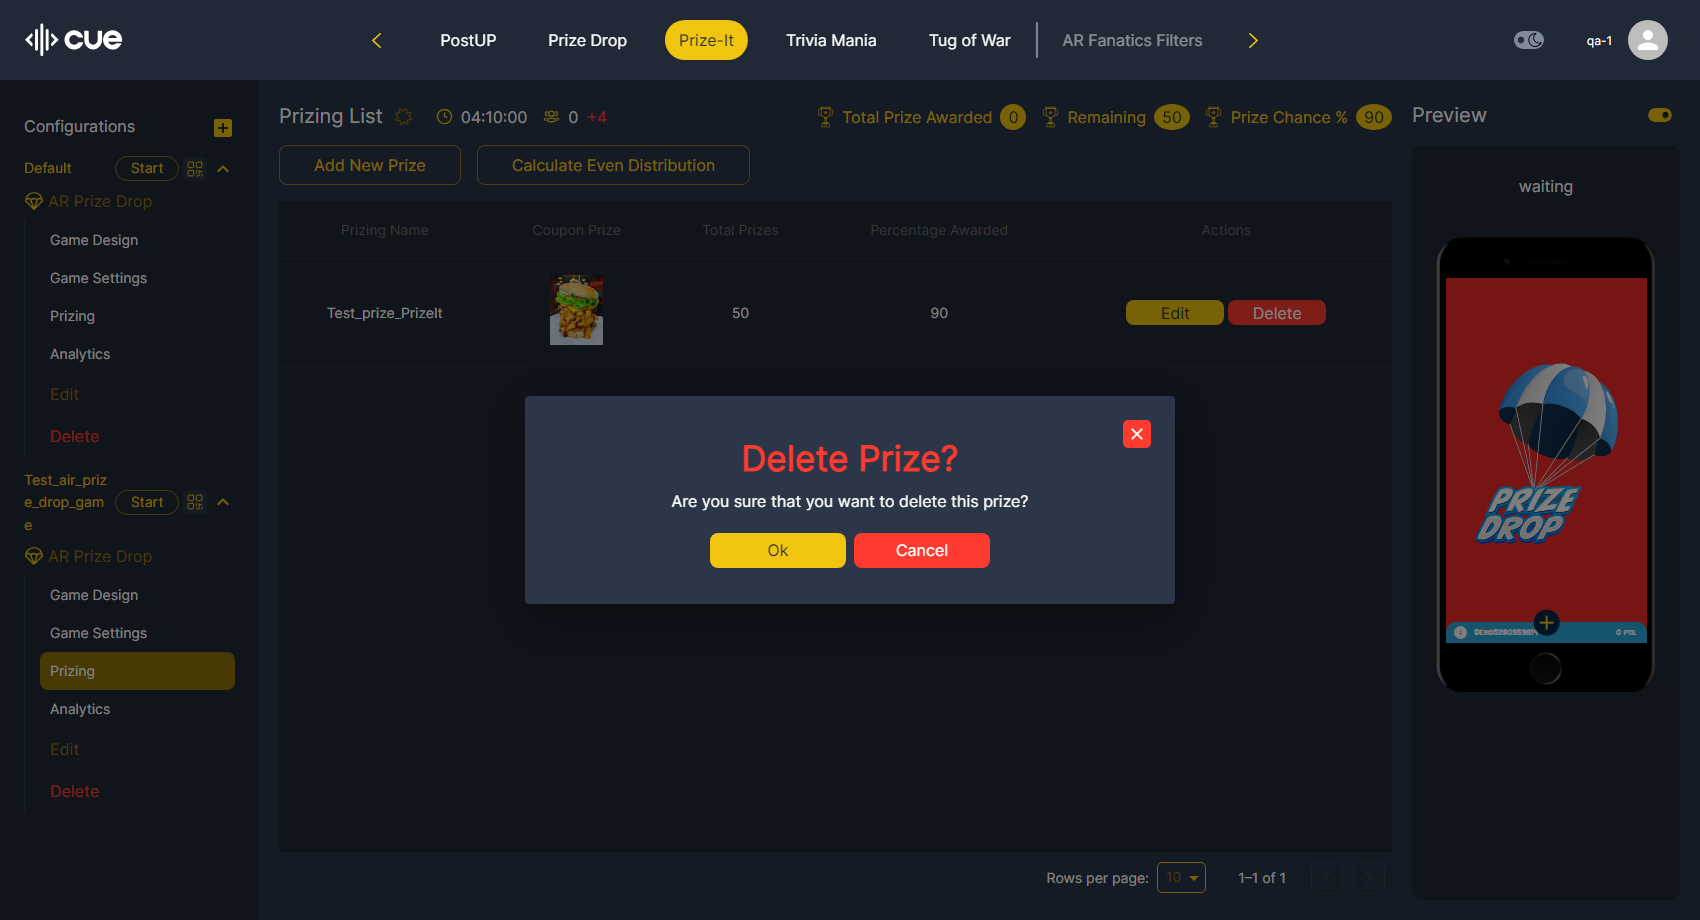 cue
PostUP
Prize Drop
Prize-It
Trivia Mania
Tug of War
AR Fanatics Filters
qa-1
Configurations
Default
Start
AR Prize Drop
Game Design
Game Settings
Prizing
Analytics
Edit
Delete
Test_air_priz
e_drop_gam
e
Start
AR Prize Drop
Game Design
Game Settings
Prizing
Analytics
Edit
Delete
Prizing List
04:10:00
0 +4
Total Prize Awarded 0
Remaining 50
Prize Chance % 90
Add New Prize
Calculate Even Distribution
Prizing Name
Coupon Prize
Total Prizes
Percentage Awarded
Actions
Test_prize_PrizeIt
50
90
Edit
Delete
Delete Prize?
Are you sure that you want to delete this prize?
Ok
Cancel
Rows per page:
10
1–1 of 1
Preview
waiting
PRIZE
DROP
0 PTS.